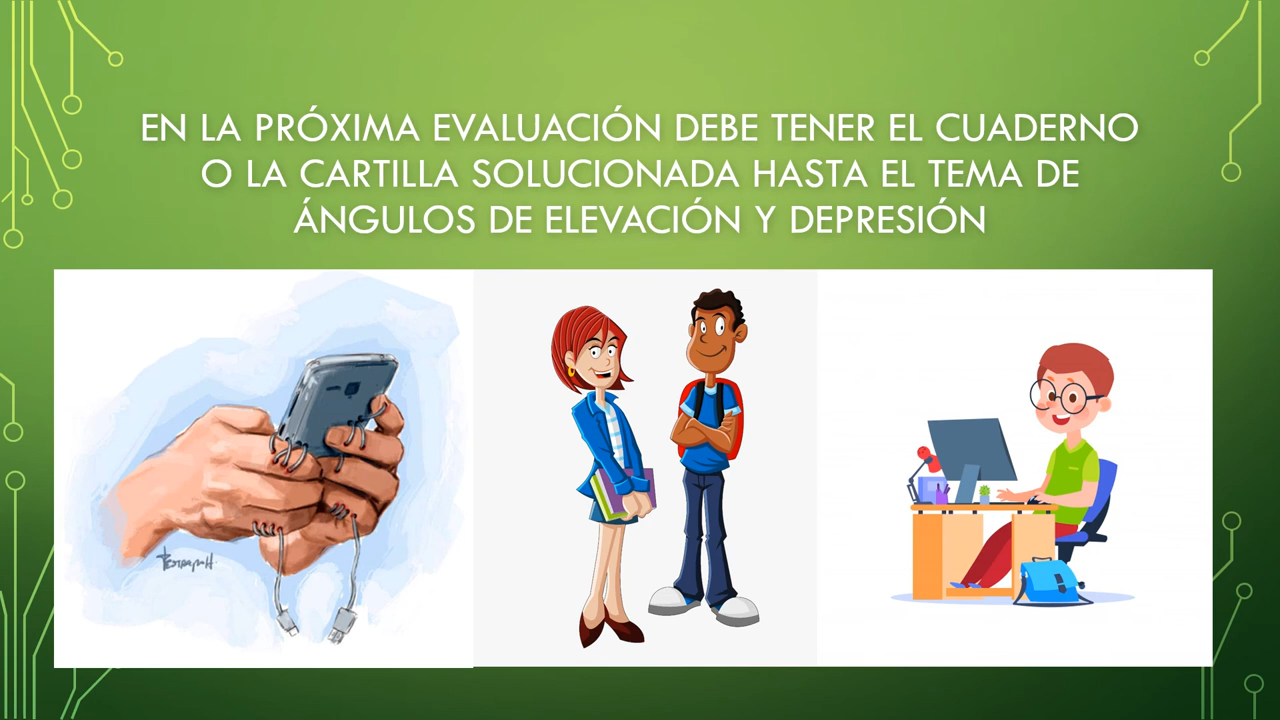 EN LA PRÓXIMA EVALUACIÓN DEBE TENER EL CUADERNO
O LA CARTILLA SOLUCIONADA HASTA EL TEMA DE
ÁNGULOS DE ELEVACIÓN Y DEPRESIÓN